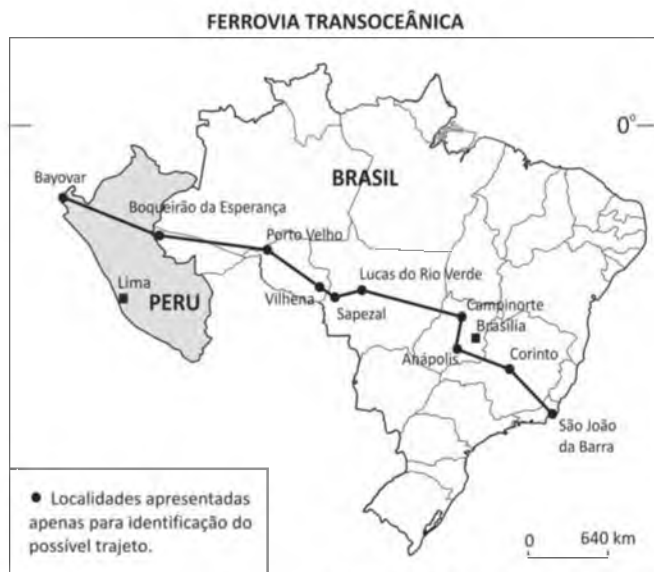 FERROVIA TRANSOCEÂNICA
0°
Bayovar
BRASIL
Boqueirão da Esperança
Porto Velho
Lima
Lucas do Rio Verde
PERU
Vilhena
Sapezal
Campinorte
Brasília
Anápolis
Corinto
São João
da Barra
● Localidades apresentadas
apenas para identificação do
possível trajeto.
0 640 km